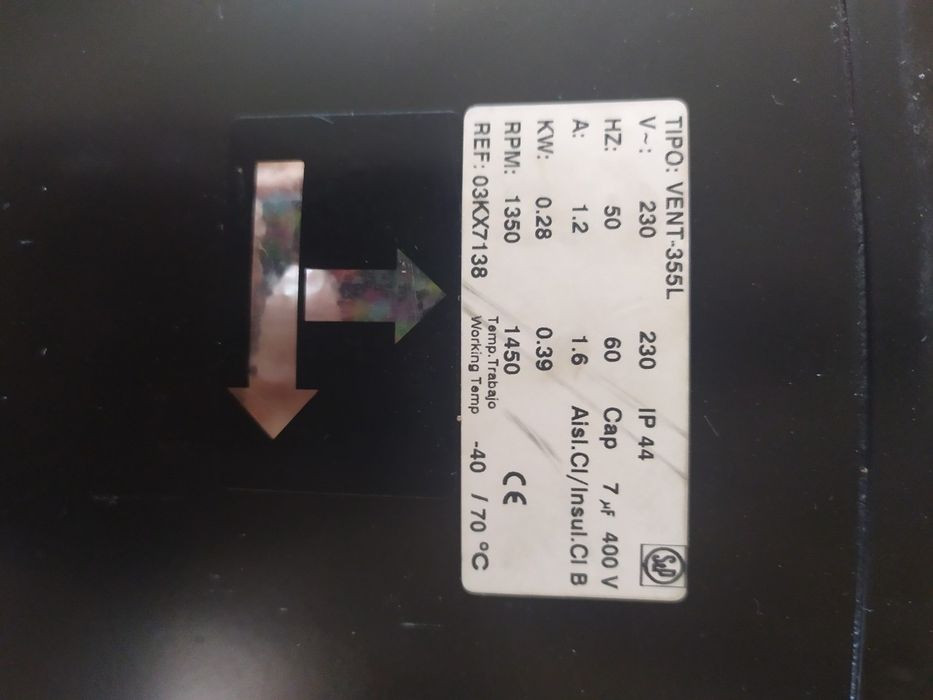 TIPO: VENT-355L
V~: 230 230 IP 44 S&P
HZ: 50 60 Cap 7 µF 400 V
A: 1.2 1.6 Aisl.Cl/Insul.Cl B
KW: 0.28 0.39
RPM: 1350 1450 CE
Temp.Trabajo
REF: 03KX7138 Working Temp -40 / 70 ºC